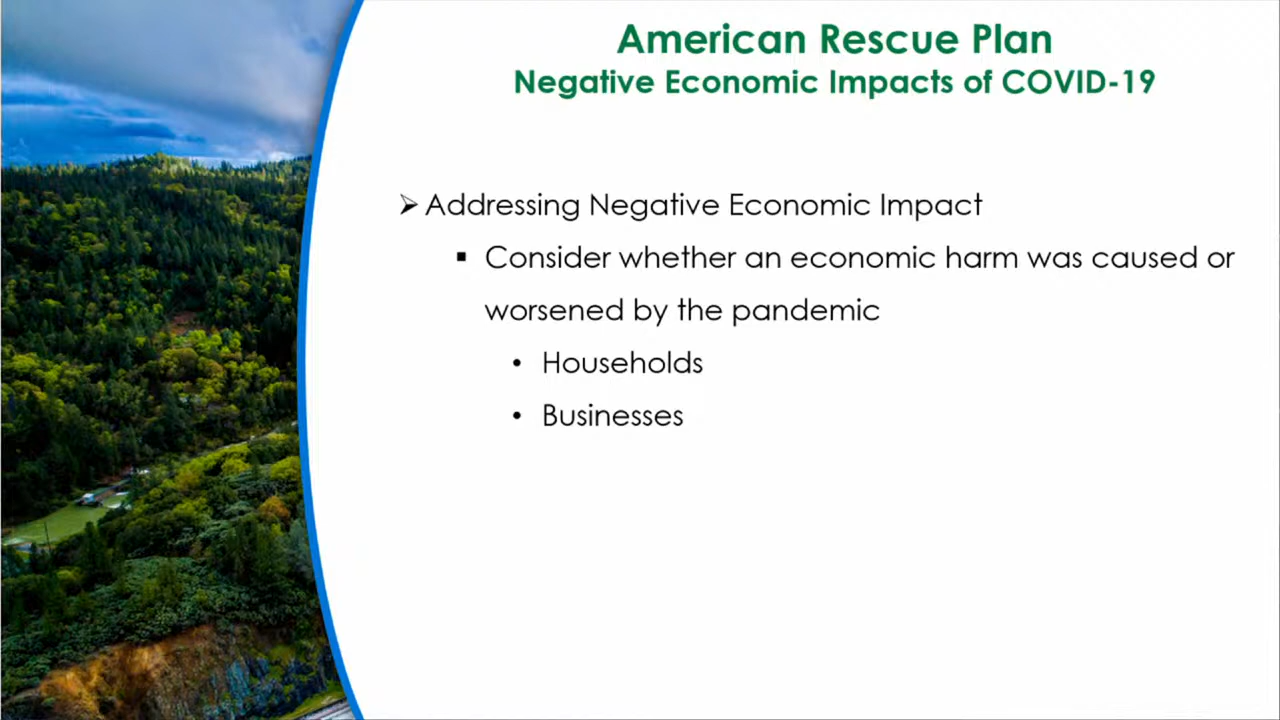 American Rescue Plan
Negative Economic Impacts of COVID-19
➢ Addressing Negative Economic Impact
▪ Consider whether an economic harm was caused or
worsened by the pandemic
• Households
• Businesses